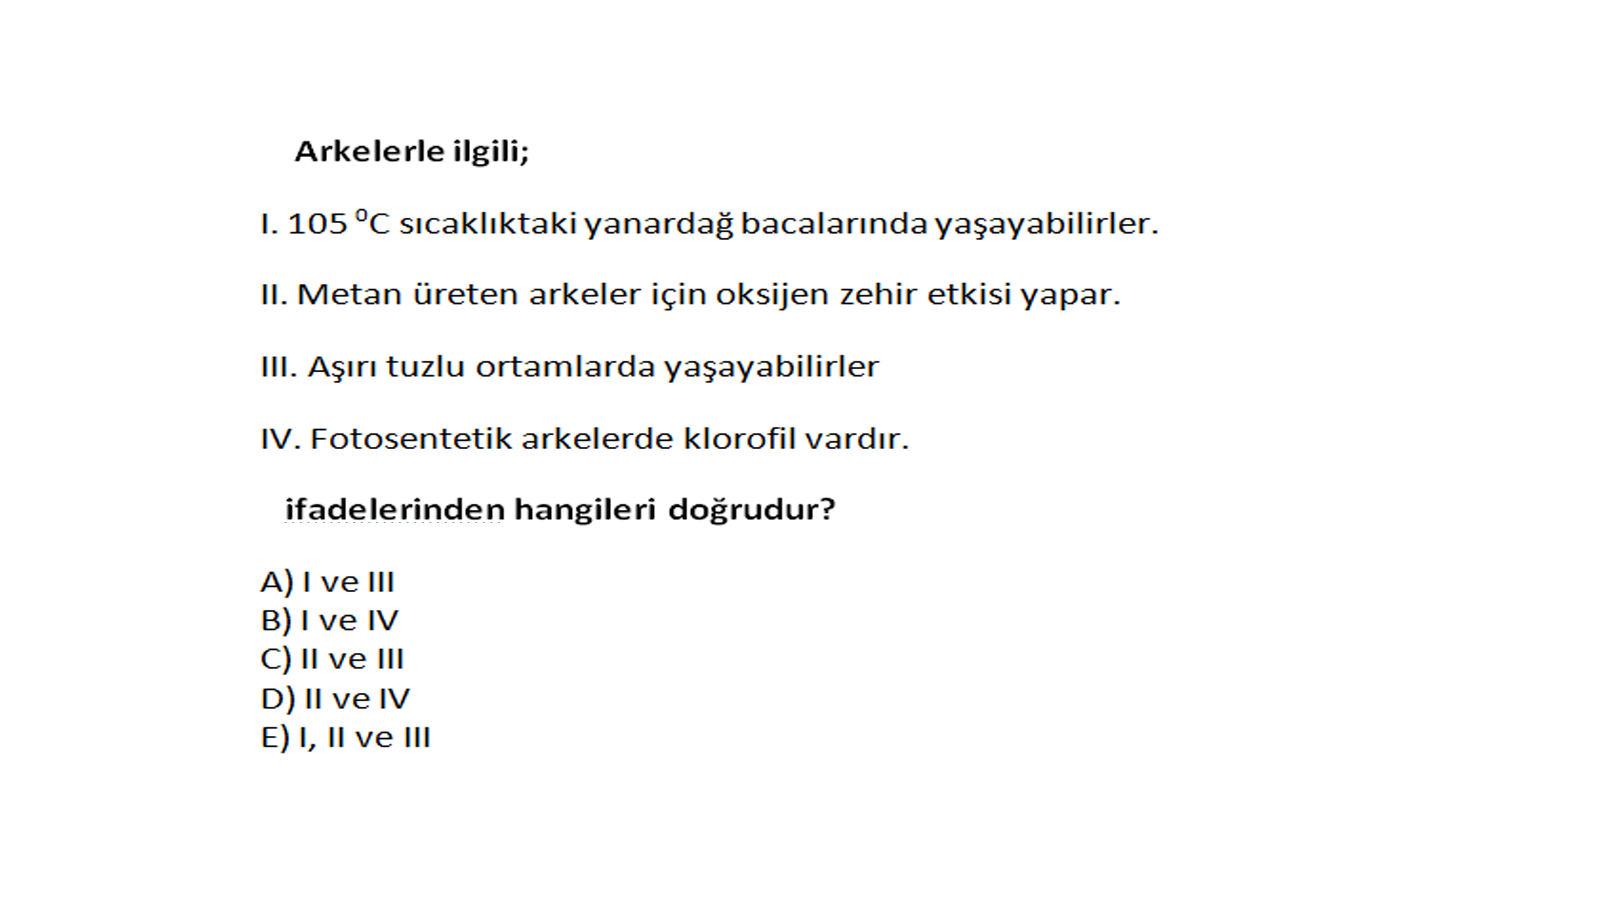 Arkelerle ilgili;
I. 105 ⁰C sıcaklıktaki yanardağ bacalarında yaşayabilirler.
II. Metan üreten arkeler için oksijen zehir etkisi yapar.
III. Aşırı tuzlu ortamlarda yaşayabilirler
IV. Fotosentetik arkelerde klorofil vardır.
ifadelerinden hangileri doğrudur?
A) I ve III
B) I ve IV
C) II ve III
D) II ve IV
E) I, II ve III